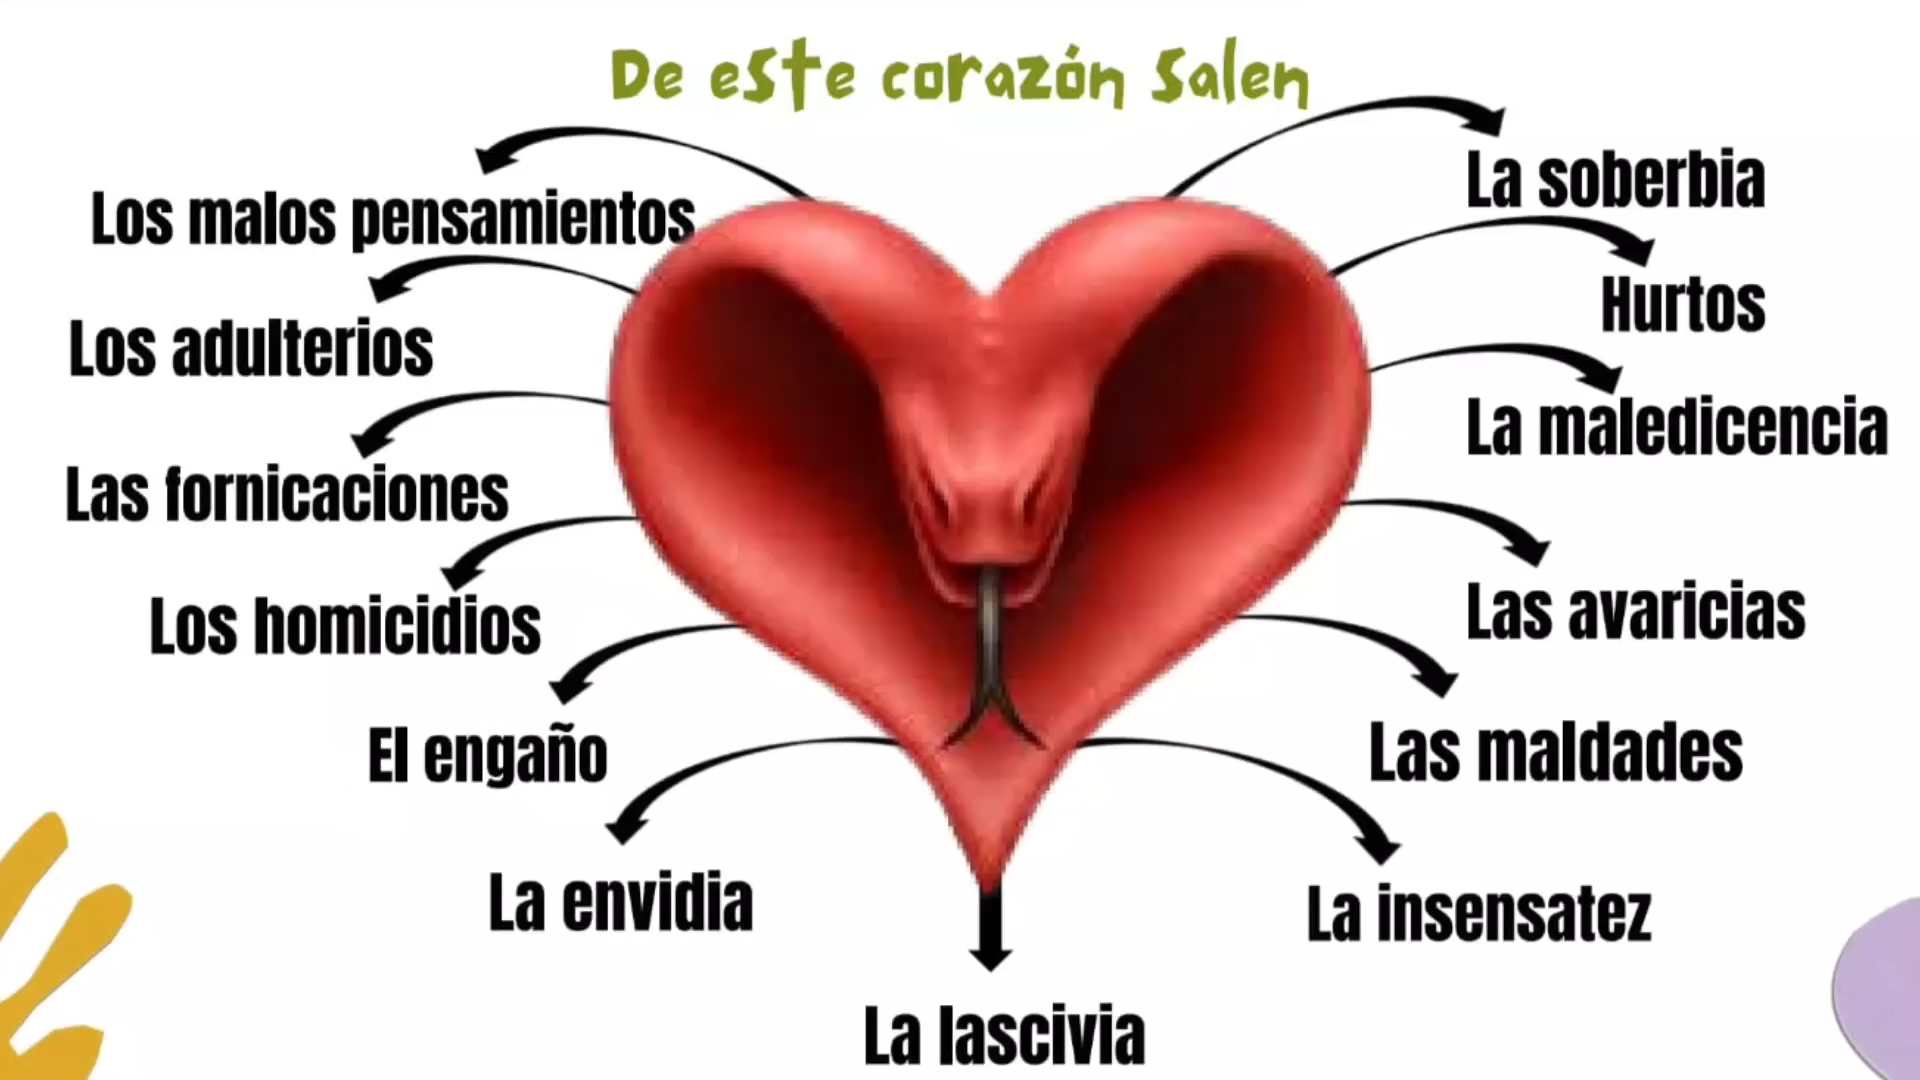 De este corazón salen
Los malos pensamientos
Los adulterios
Las fornicaciones
Los homicidios
El engaño
La envidia
La lascivia
La soberbia
Hurtos
La maledicencia
Las avaricias
Las maldades
La insensatez